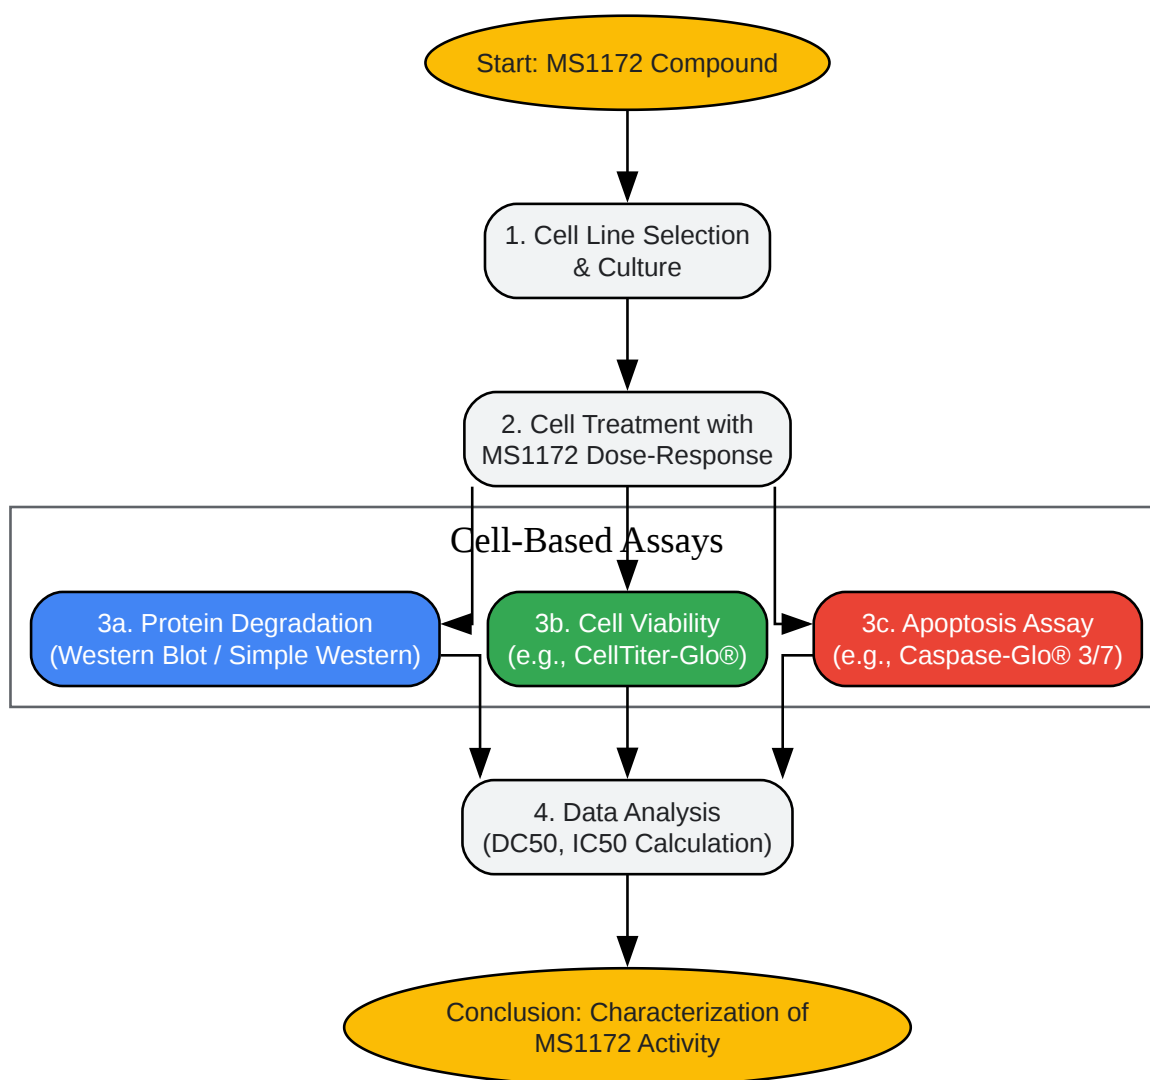 Start: MS1172 Compound
1. Cell Line Selection
& Culture
2. Cell Treatment with
MS1172 Dose-Response
Cell-Based Assays
3a. Protein Degradation
(Western Blot / Simple Western)
3b. Cell Viability
(e.g., CellTiter-Glo®)
3c. Apoptosis Assay
(e.g., Caspase-Glo® 3/7)
4. Data Analysis
(DC50, IC50 Calculation)
Conclusion: Characterization of
MS1172 Activity